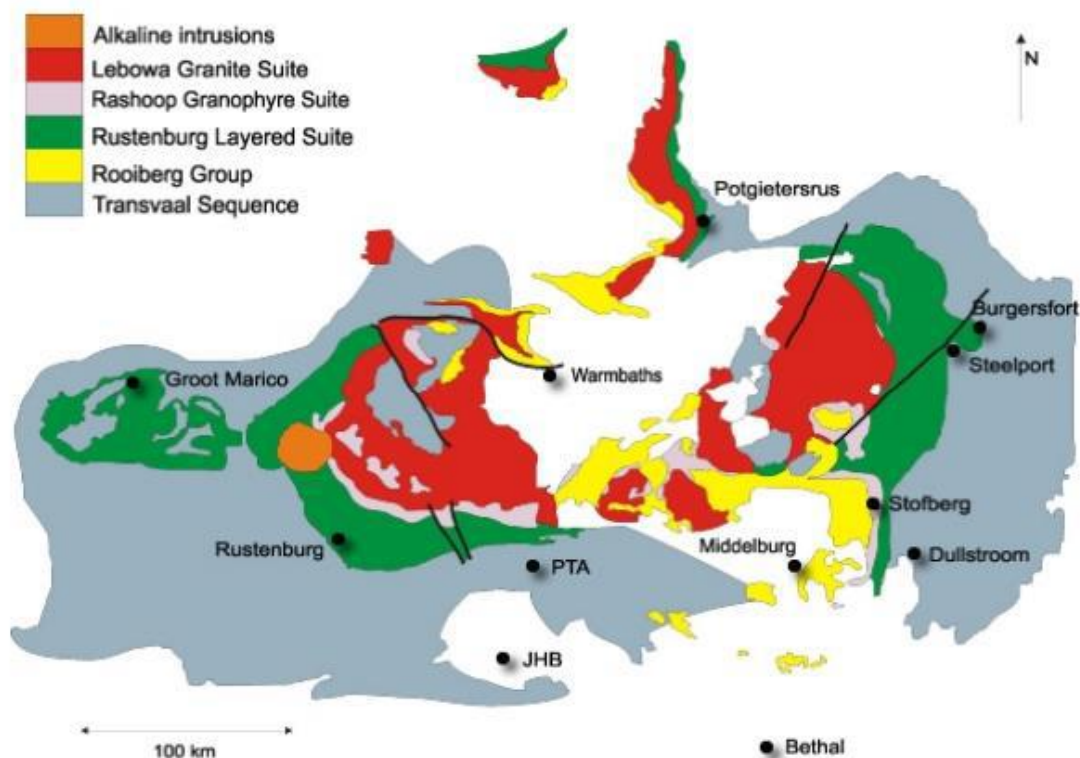 Alkaline intrusions
Lebowa Granite Suite
Rashoop Granophyre Suite
Rustenburg Layered Suite
Rooiberg Group
Transvaal Sequence
N
Potgietersrus
Burgersfort
Steelport
Groot Marico
Warmbaths
Stofberg
Rustenburg
Middelburg
Dullstroom
PTA
JHB
100 km
Bethal